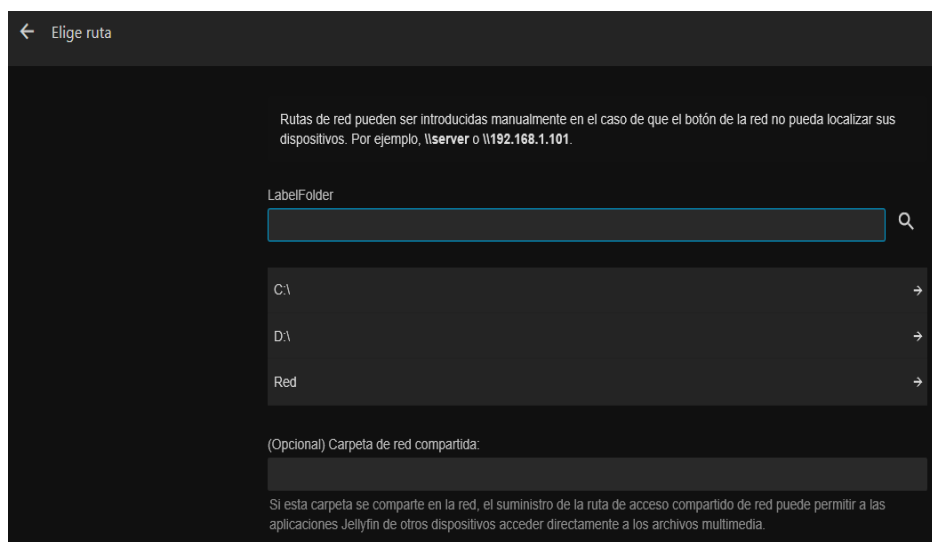 Elige ruta
Rutas de red pueden ser introducidas manualmente en el caso de que el botón de la red no pueda localizar sus
dispositivos. Por ejemplo, \\server o \\192.168.1.101.
LabelFolder
C:\
D:\
Red
(Opcional) Carpeta de red compartida:
Si esta carpeta se comparte en la red, el suministro de la ruta de acceso compartido de red puede permitir a las
aplicaciones Jellyfin de otros dispositivos acceder directamente a los archivos multimedia.